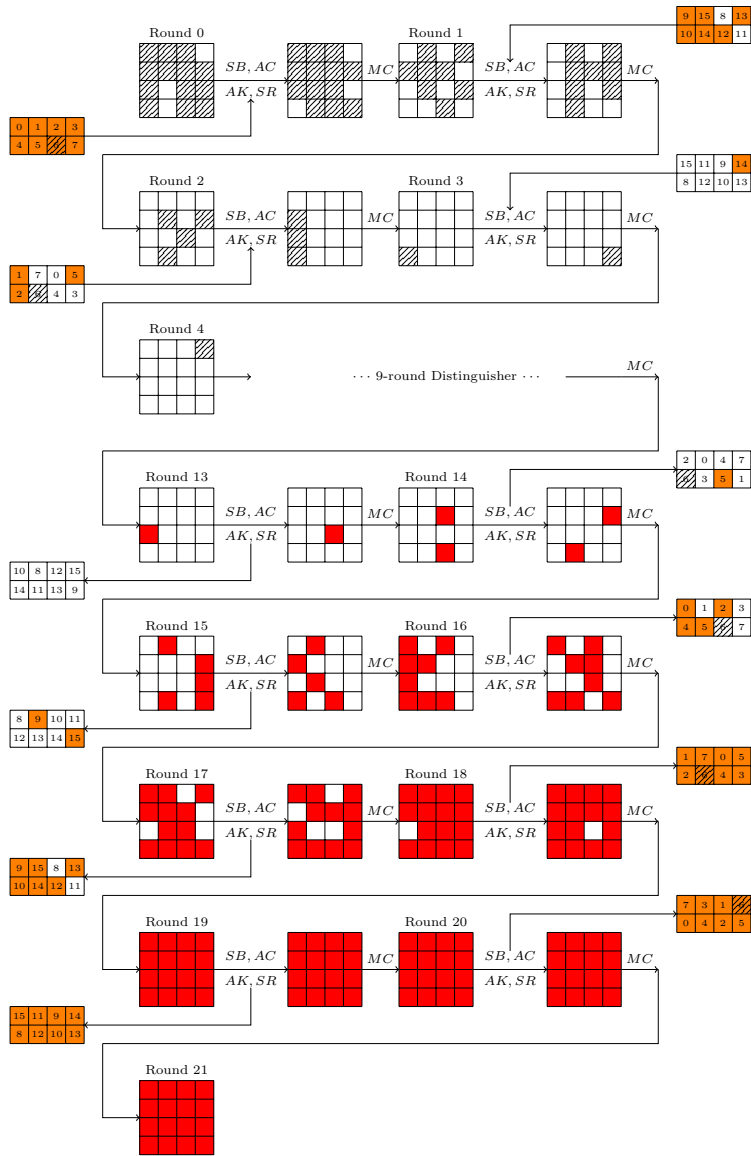 9 15 8 13
10 14 12 11
Round 0
Round 1
SB, AC
AK, SR
MC
SB, AC
AK, SR
MC
0 1 2 3
4 5 6 7
Round 2
Round 3
15 11 9 14
8 12 10 13
SB, AC
AK, SR
MC
SB, AC
AK, SR
MC
1 7 0 5
2 6 4 3
Round 4
··· 9-round Distinguisher ···
MC
2 0 4 7
6 3 5 1
Round 13
Round 14
SB, AC
AK, SR
MC
SB, AC
AK, SR
MC
10 8 12 15
14 11 13 9
0 1 2 3
4 5 6 7
Round 15
Round 16
SB, AC
AK, SR
MC
SB, AC
AK, SR
MC
8 9 10 11
12 13 14 15
1 7 0 5
2 6 4 3
Round 17
Round 18
SB, AC
AK, SR
MC
SB, AC
AK, SR
MC
9 15 8 13
10 14 12 11
7 3 1 6
0 4 2 5
Round 19
Round 20
SB, AC
AK, SR
MC
SB, AC
AK, SR
MC
15 11 9 14
8 12 10 13
Round 21